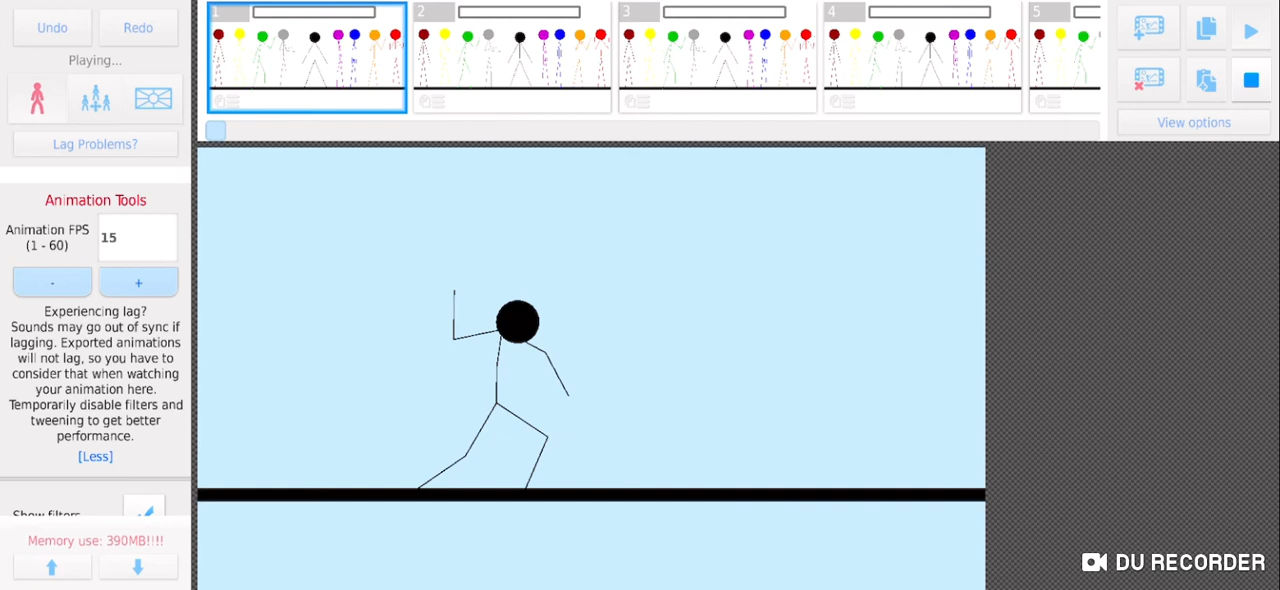 Undo
Redo
Playing...
Lag Problems?
Animation Tools
Animation FPS
(1 - 60)
15
-
+
Experiencing lag?
Sounds may go out of sync if
lagging. Exported animations
will not lag, so you have to
consider that when watching
your animation here.
Temporarily disable filters and
tweening to get better
performance.
[Less]
Show filters
Memory use: 390MB!!!!
1
2
3
4
5
View options
DU RECORDER